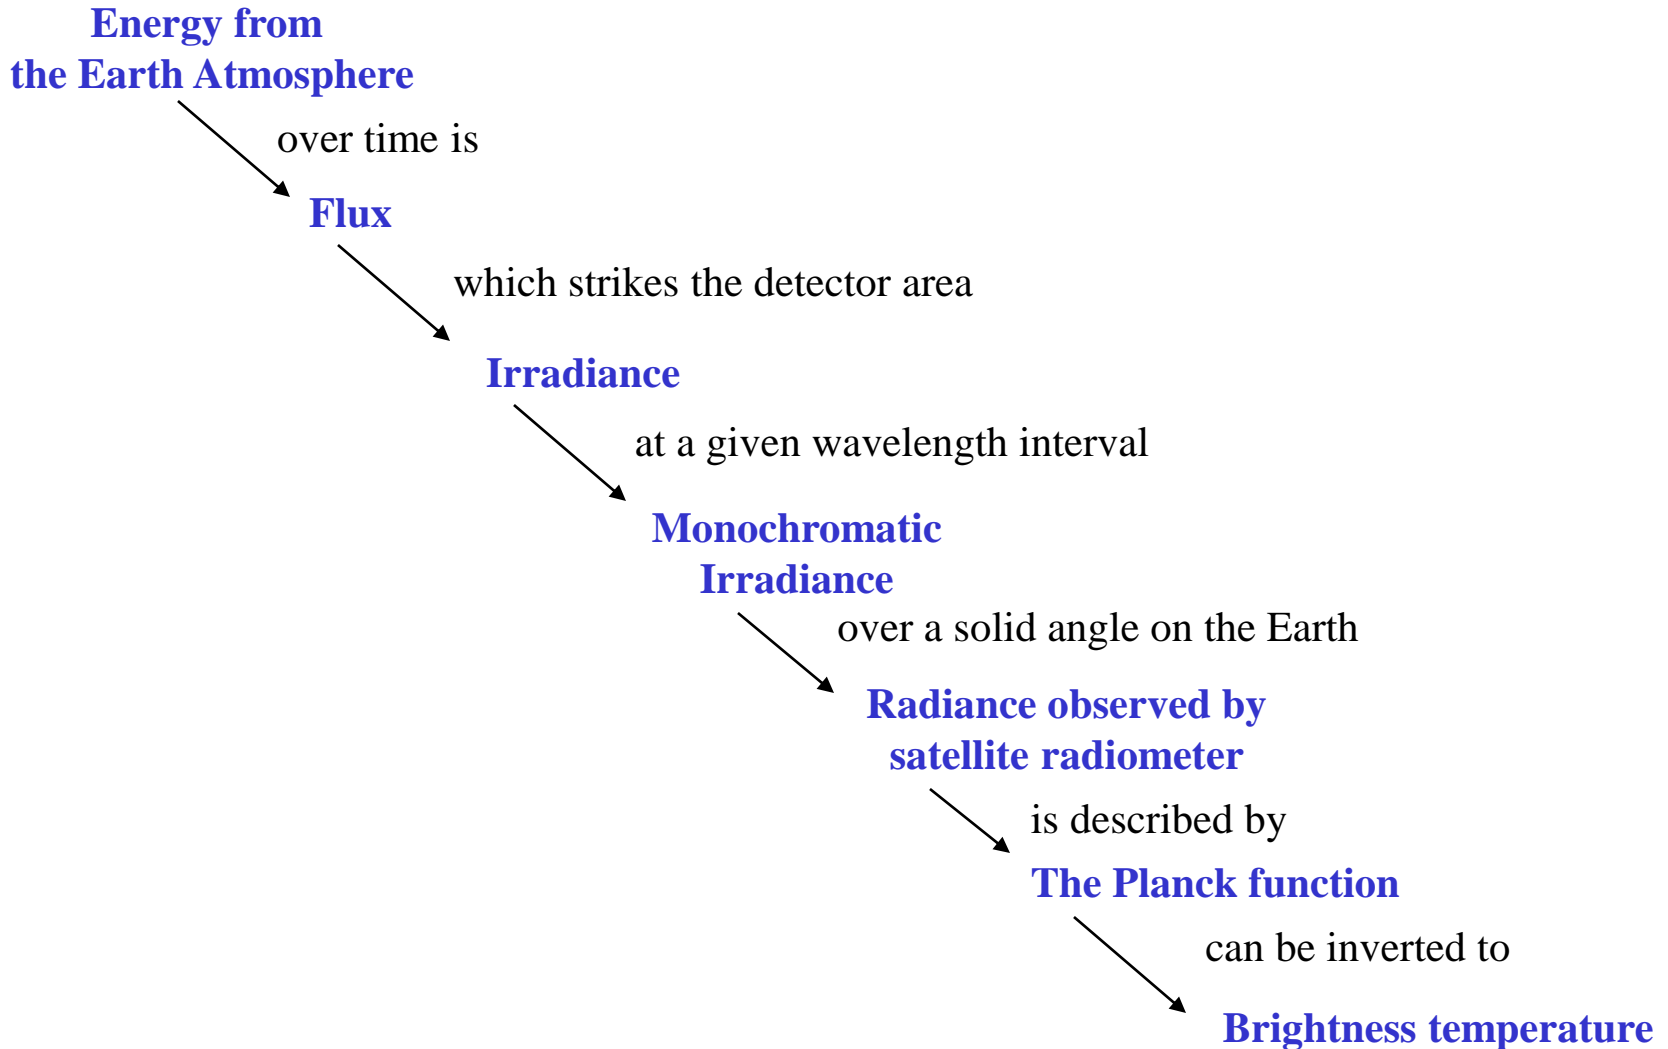 Energy from
the Earth Atmosphere
over time is
Flux
which strikes the detector area
Irradiance
at a given wavelength interval
Monochromatic
Irradiance
over a solid angle on the Earth
Radiance observed by
satellite radiometer
is described by
The Planck function
can be inverted to
Brightness temperature